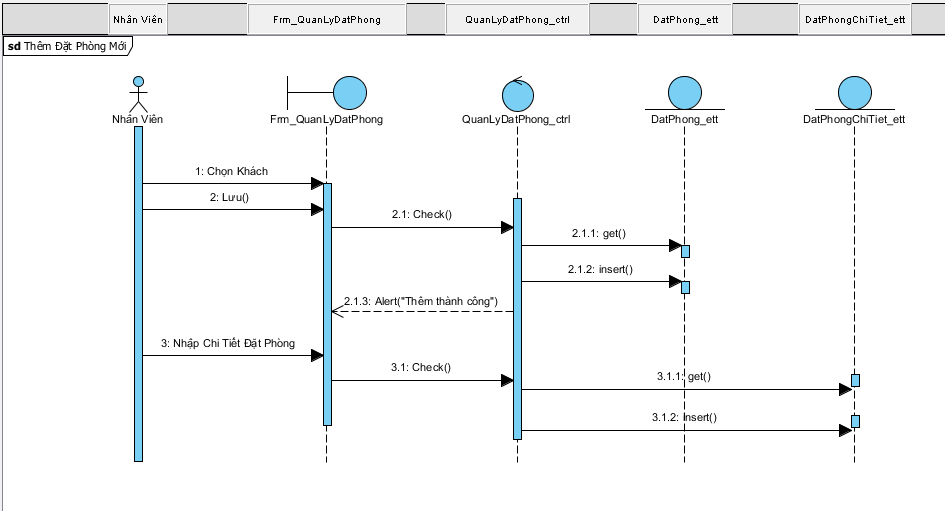 Nhân Viên
Frm_QuanLyDatPhong
QuanLyDatPhong_ctrl
DatPhong_ett
DatPhongChiTiet_ett
sd Thêm Đặt Phòng Mới
Nhân Viên
Frm_QuanLyDatPhong
QuanLyDatPhong_ctrl
DatPhong_ett
DatPhongChiTiet_ett
1: Chọn Khách
2: Lưu()
2.1: Check()
2.1.1: get()
2.1.2: insert()
2.1.3: Alert("Thêm thành công")
3: Nhập Chi Tiết Đặt Phòng
3.1: Check()
3.1.1: get()
3.1.2: Insert()